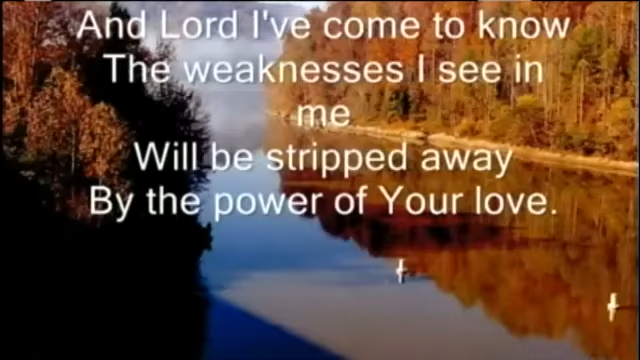 And Lord I've come to know
The weaknesses I see in
me
Will be stripped away
By the power of Your love.